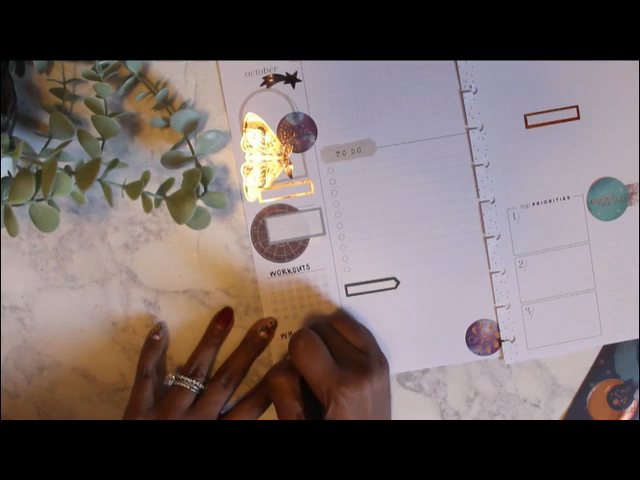 october
TO DO
WORKOUTS
top PRIORITIES
1/
2/
3/